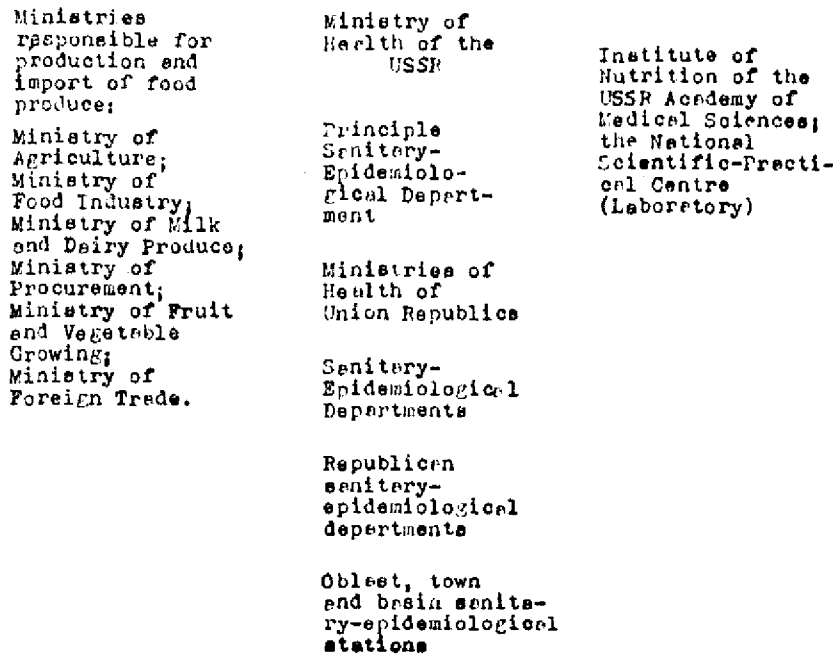 Ministries
responsible for
production and
import of food
produce;
Ministry of
Agriculture;
Ministry of
Food Industry;
Ministry of Milk
and Dairy Produce;
Ministry of
Procurement;
Ministry of Fruit
and Vegetable
Growing;
Ministry of
Foreign Trade.
Ministry of
Health of the
USSR
Principle
Sanitary-
Epidemiolo-
gical Depart-
ment
Ministries of
Health of
Union Republics
Sanitary-
Epidemiological
Departments
Republican
sanitary-
epidemiological
departments
Oblast, town
and basin sanita-
ry-epidemiological
stations
Institute of
Nutrition of the
USSR Academy of
Medical Sciences;
the National
Scientific-Practi-
cal Centre
(Laboratory)